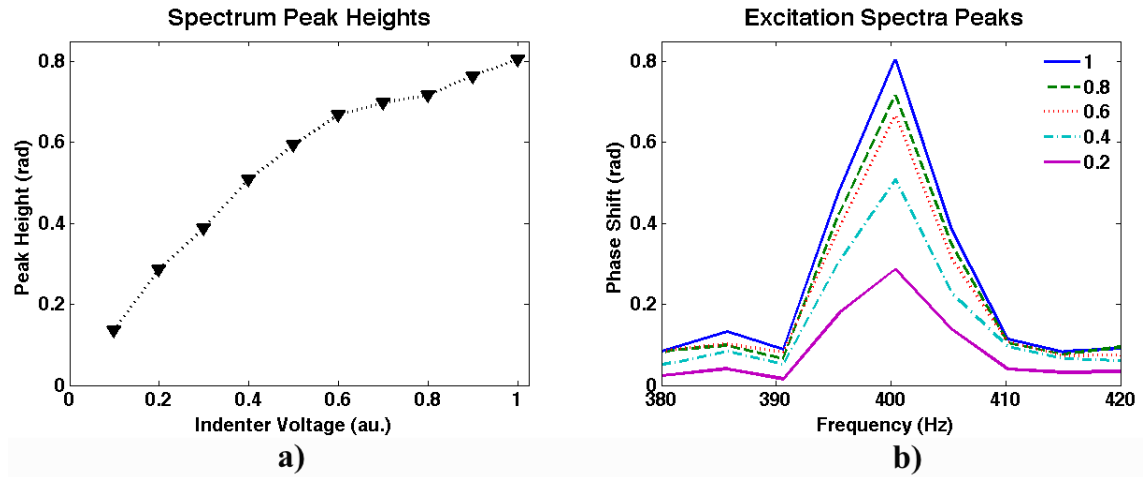 Spectrum Peak Heights
Peak Height (rad)
0.8
0.6
0.4
0.2
0
0 0.2 0.4 0.6 0.8 1
Indenter Voltage (au.)
a)
Excitation Spectra Peaks
Phase Shift (rad)
0.8
0.6
0.4
0.2
0
1
0.8
0.6
0.4
0.2
380 390 400 410 420
Frequency (Hz)
b)